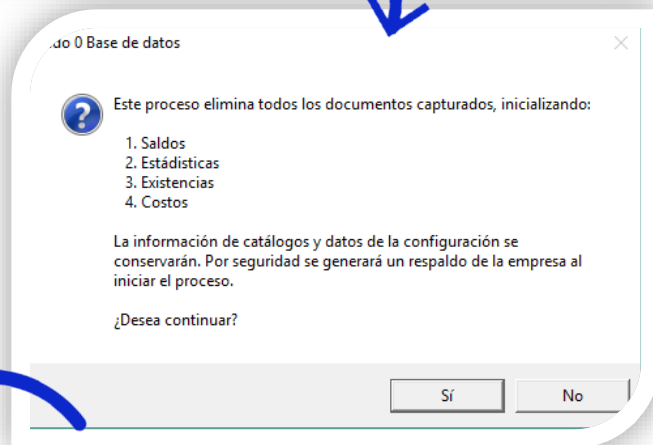 do 0 Base de datos
Este proceso elimina todos los documentos capturados, inicializando:
1. Saldos
2. Estádisticas
3. Existencias
4. Costos
La información de catálogos y datos de la configuración se
conservarán. Por seguridad se generará un respaldo de la empresa al
iniciar el proceso.
¿Desea continuar?
Sí
No